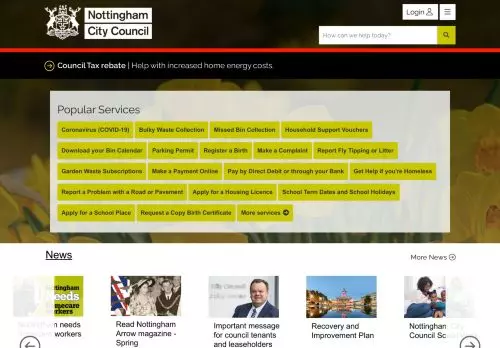 Nottingham
City Council
Login
How can we help today?
Council Tax rebate | Help with increased home energy costs.
Popular Services
Coronavirus (COVID-19) Bulky Waste Collection Missed Bin Collection Household Support Vouchers
Download your Bin Calendar Parking Permit Register a Birth Make a Complaint Report Fly Tipping or Litter
Garden Waste Subscriptions Make a Payment Online Pay by Direct Debit or through your Bank Get Help if you're Homeless
Report a Problem with a Road or Pavement Apply for a Housing Licence School Term Dates and School Holidays
Apply for a School Place Request a Copy Birth Certificate More services
News
More News
Nottingham
needs
homecare
workers
Nottingham needs
workers
Read Nottingham
Arrow magazine -
Spring
Important message
for council tenants
and leaseholders
Recovery and
Improvement Plan
Nottingham City
Council